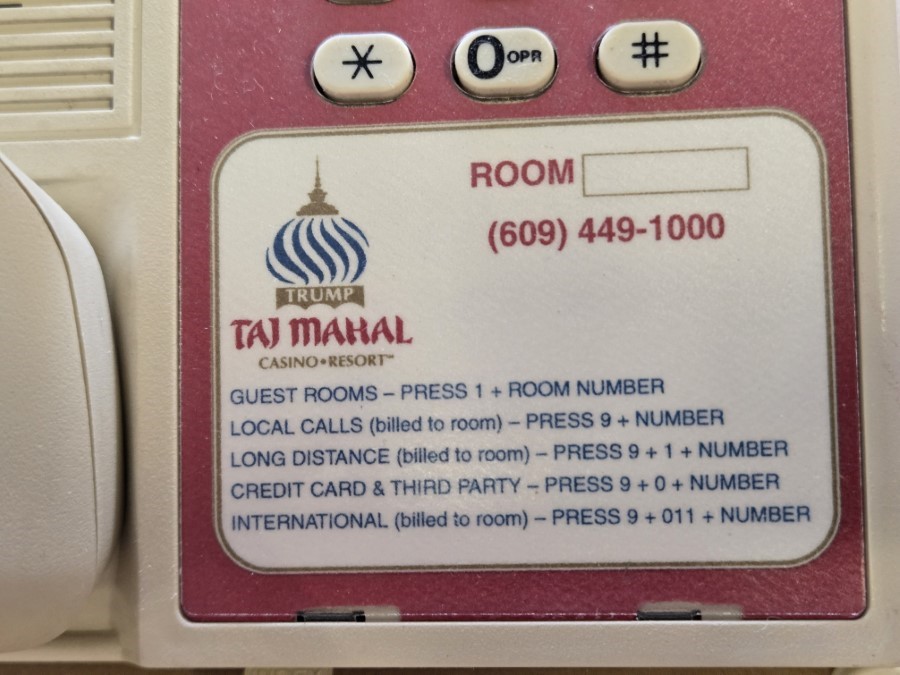 * 0 OPR #
ROOM
(609) 449-1000
TRUMP
TAJ MAHAL
CASINO • RESORT™
GUEST ROOMS – PRESS 1 + ROOM NUMBER
LOCAL CALLS (billed to room) – PRESS 9 + NUMBER
LONG DISTANCE (billed to room) – PRESS 9 + 1 + NUMBER
CREDIT CARD & THIRD PARTY – PRESS 9 + 0 + NUMBER
INTERNATIONAL (billed to room) – PRESS 9 + 011 + NUMBER